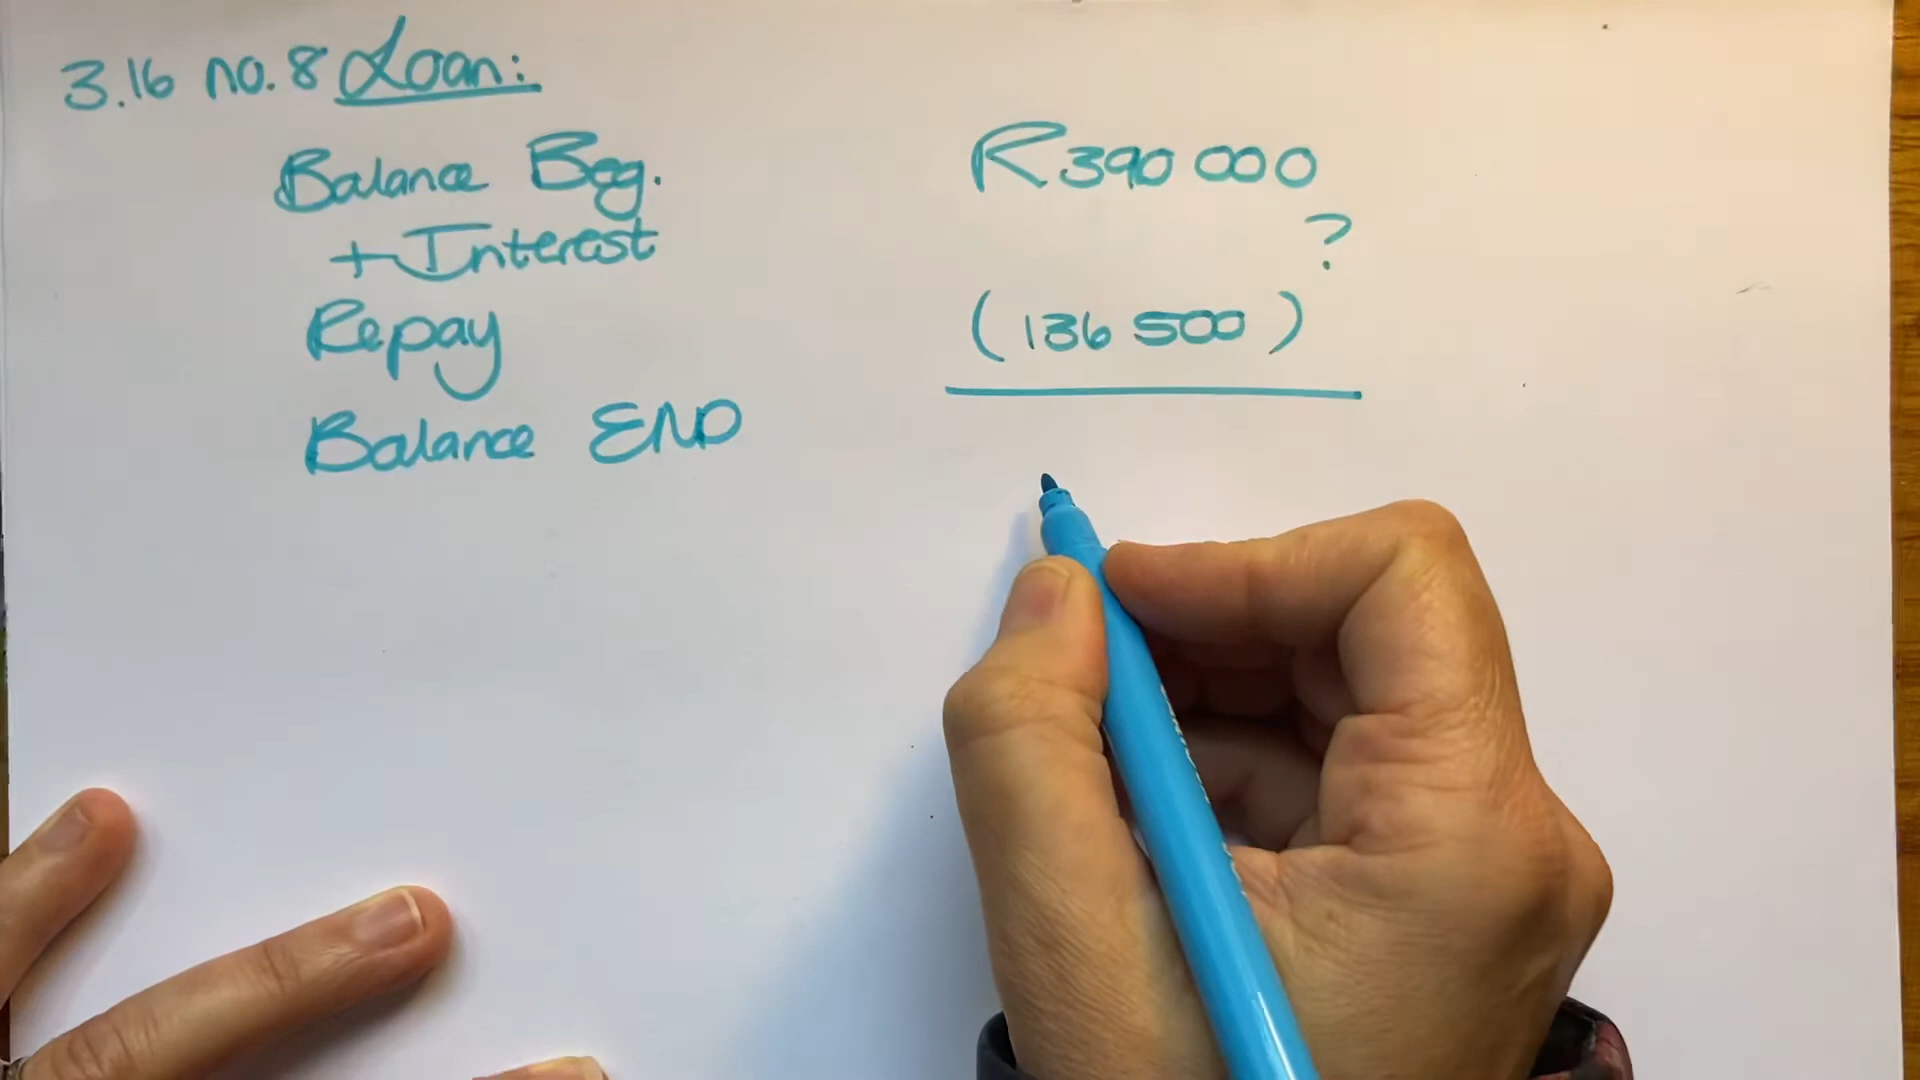 3.16 no. 8 Loan:
Balance Beg. R390 000
+ Interest ?
Repay (136 500)
Balance END